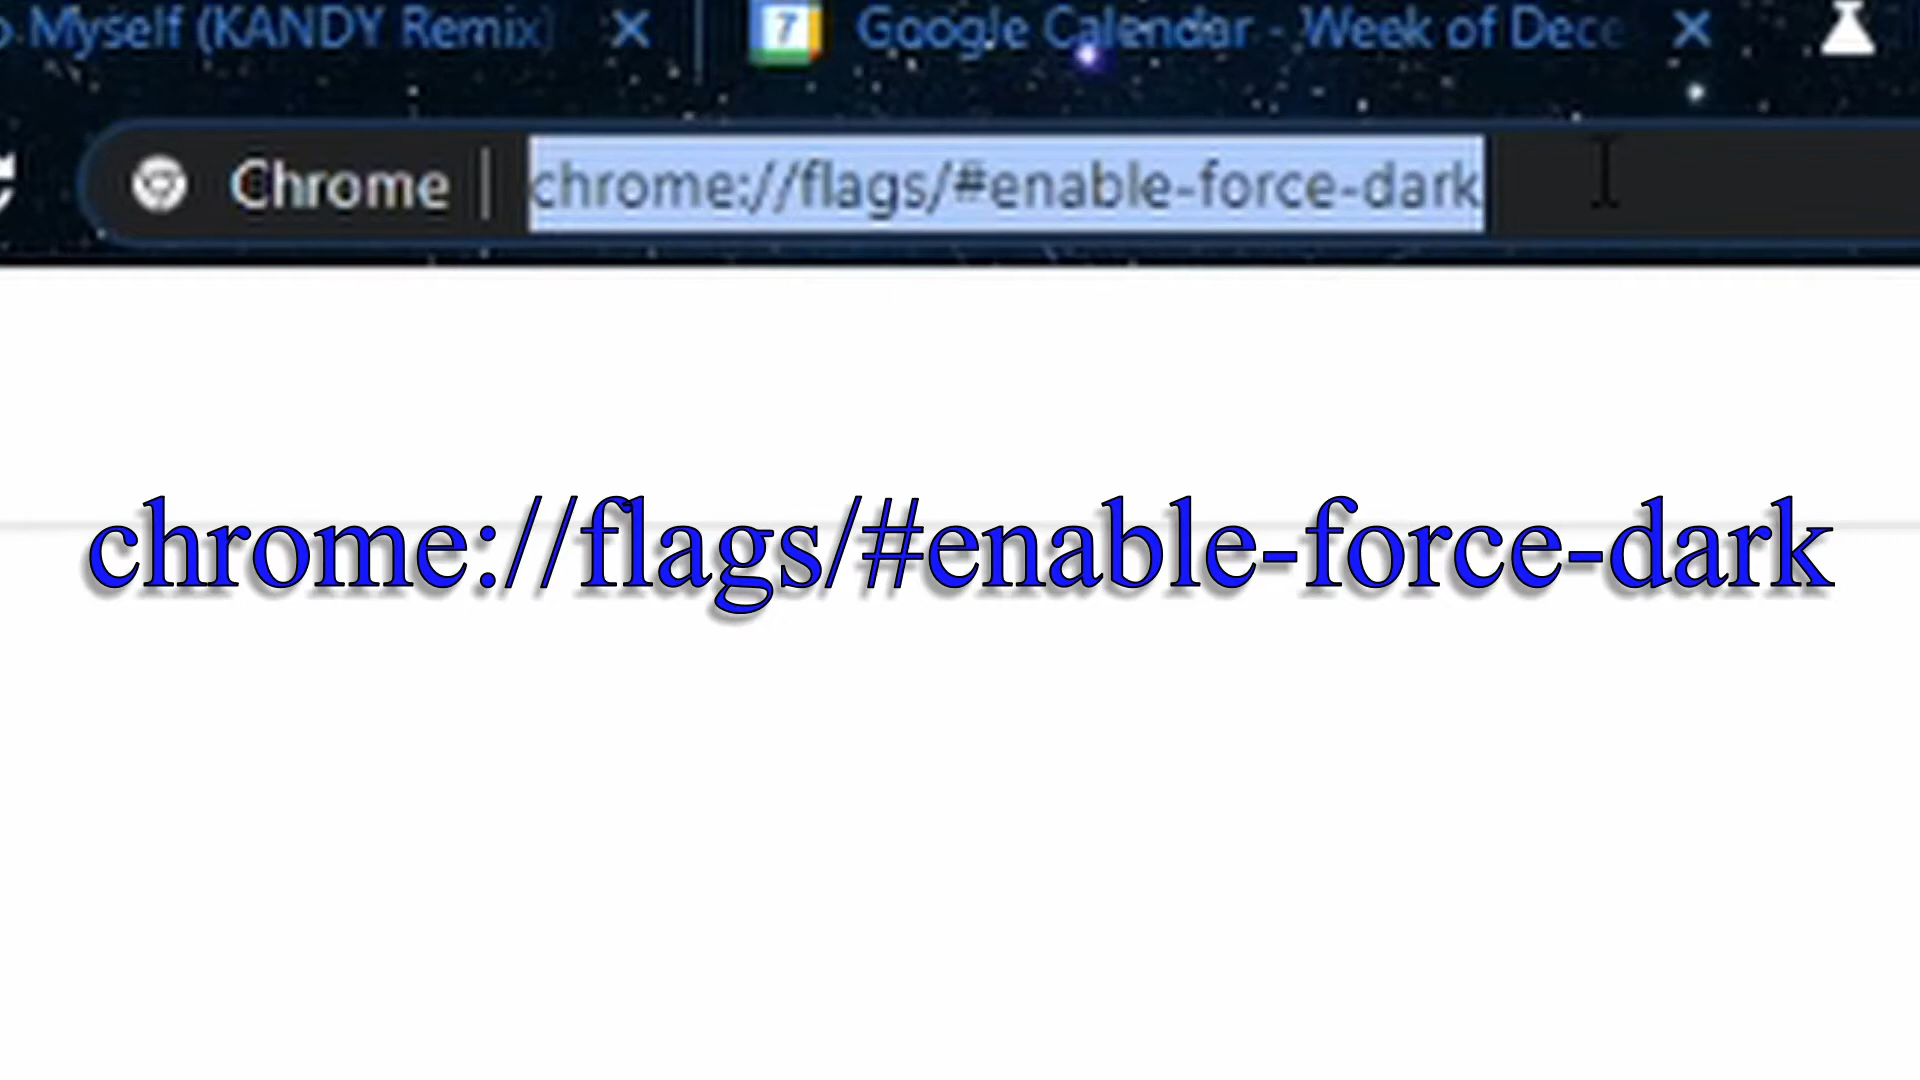 Myself (KANDY Remix) Google Calendar - Week of Dece
Chrome chrome://flags/#enable-force-dark
chrome://flags/#enable-force-dark